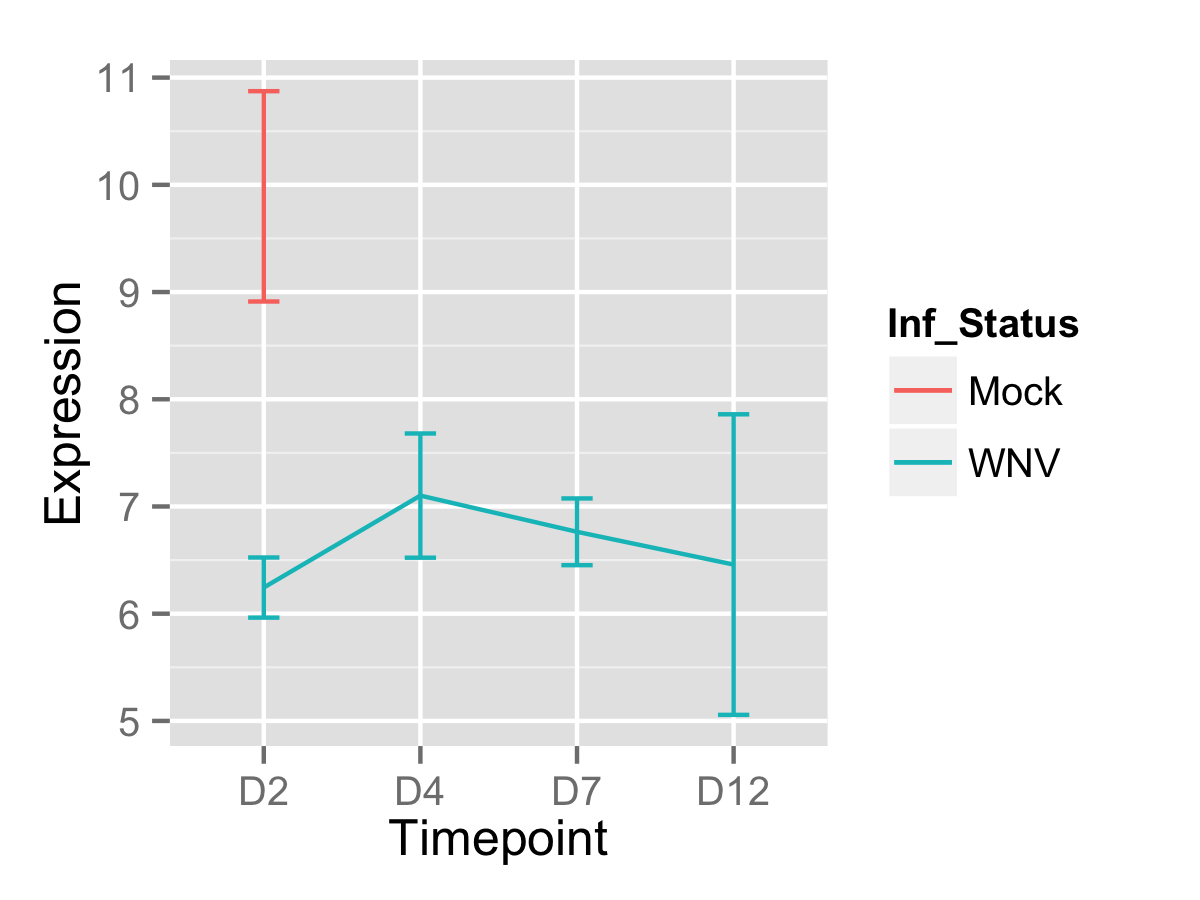 11
10
9
8
7
6
5
Expression
D2 D4 D7 D12
Timepoint
Inf_Status
Mock
WNV